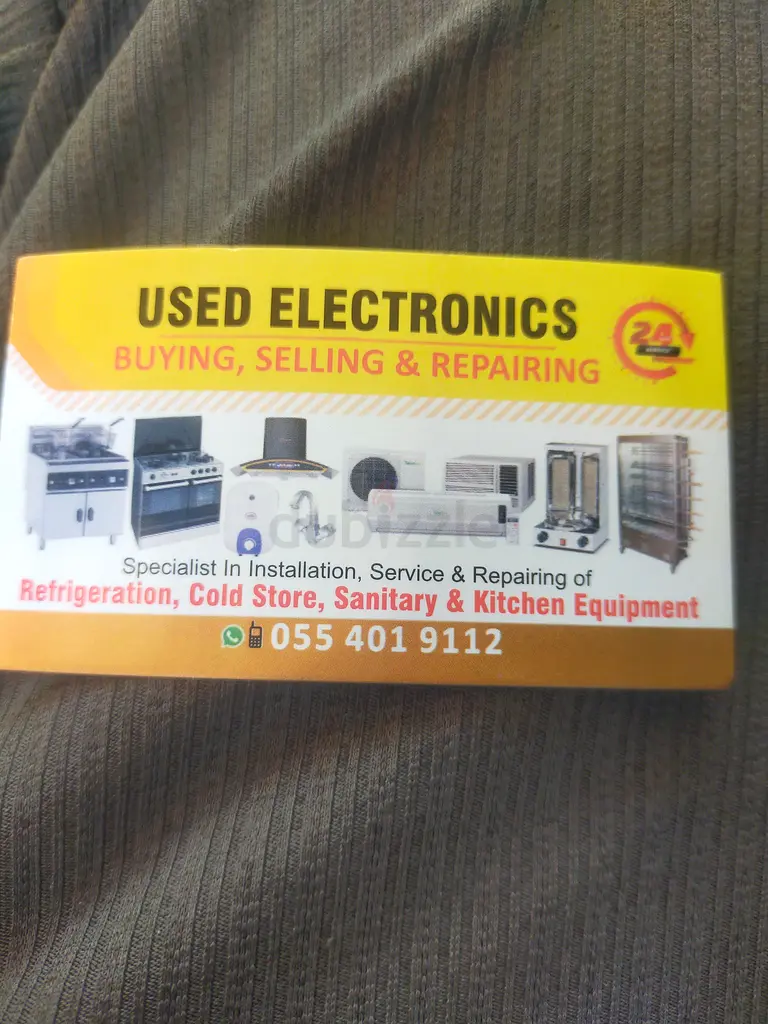 USED ELECTRONICS
BUYING, SELLING & REPAIRING
24
dubizzle
Specialist In Installation, Service & Repairing of
Refrigeration, Cold Store, Sanitary & Kitchen Equipment
055 401 9112